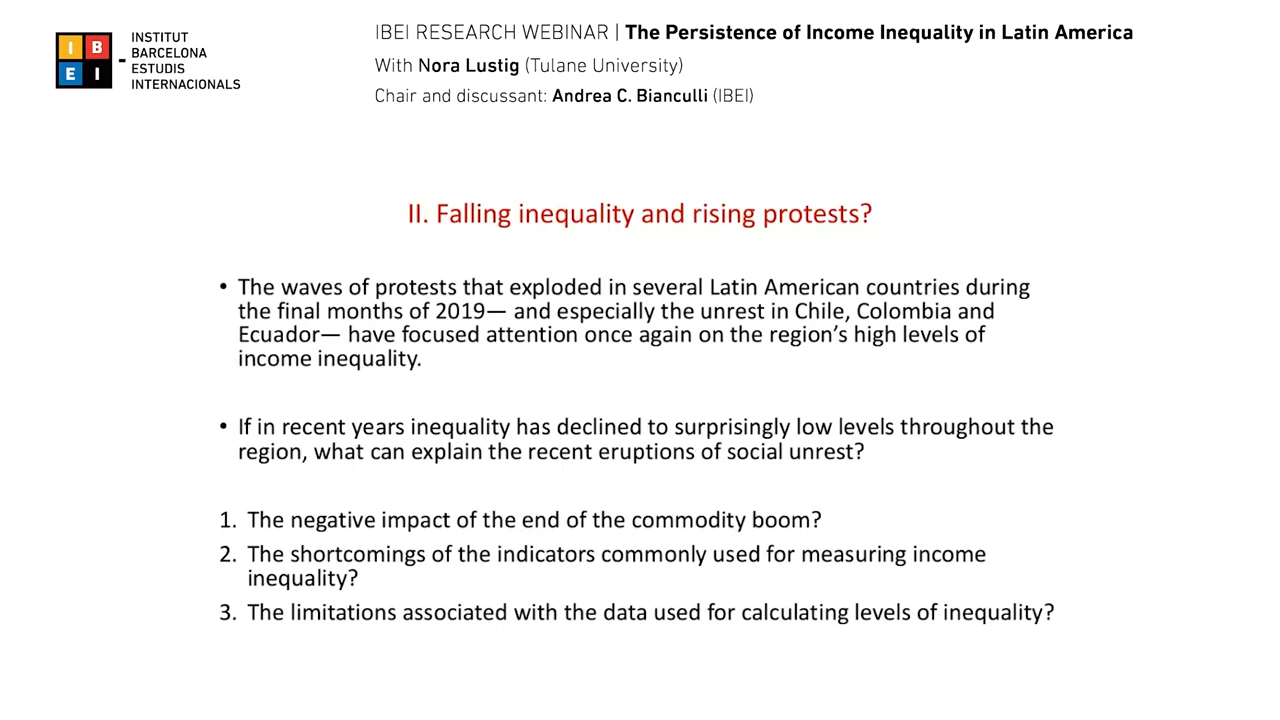 I B E I
INSTITUT
BARCELONA
ESTUDIS
INTERNACIONALS
IBEI RESEARCH WEBINAR | The Persistence of Income Inequality in Latin America
With Nora Lustig (Tulane University)
Chair and discussant: Andrea C. Bianculli (IBEI)
II. Falling inequality and rising protests?
• The waves of protests that exploded in several Latin American countries during
the final months of 2019— and especially the unrest in Chile, Colombia and
Ecuador— have focused attention once again on the region's high levels of
income inequality.
• If in recent years inequality has declined to surprisingly low levels throughout the
region, what can explain the recent eruptions of social unrest?
1. The negative impact of the end of the commodity boom?
2. The shortcomings of the indicators commonly used for measuring income
inequality?
3. The limitations associated with the data used for calculating levels of inequality?